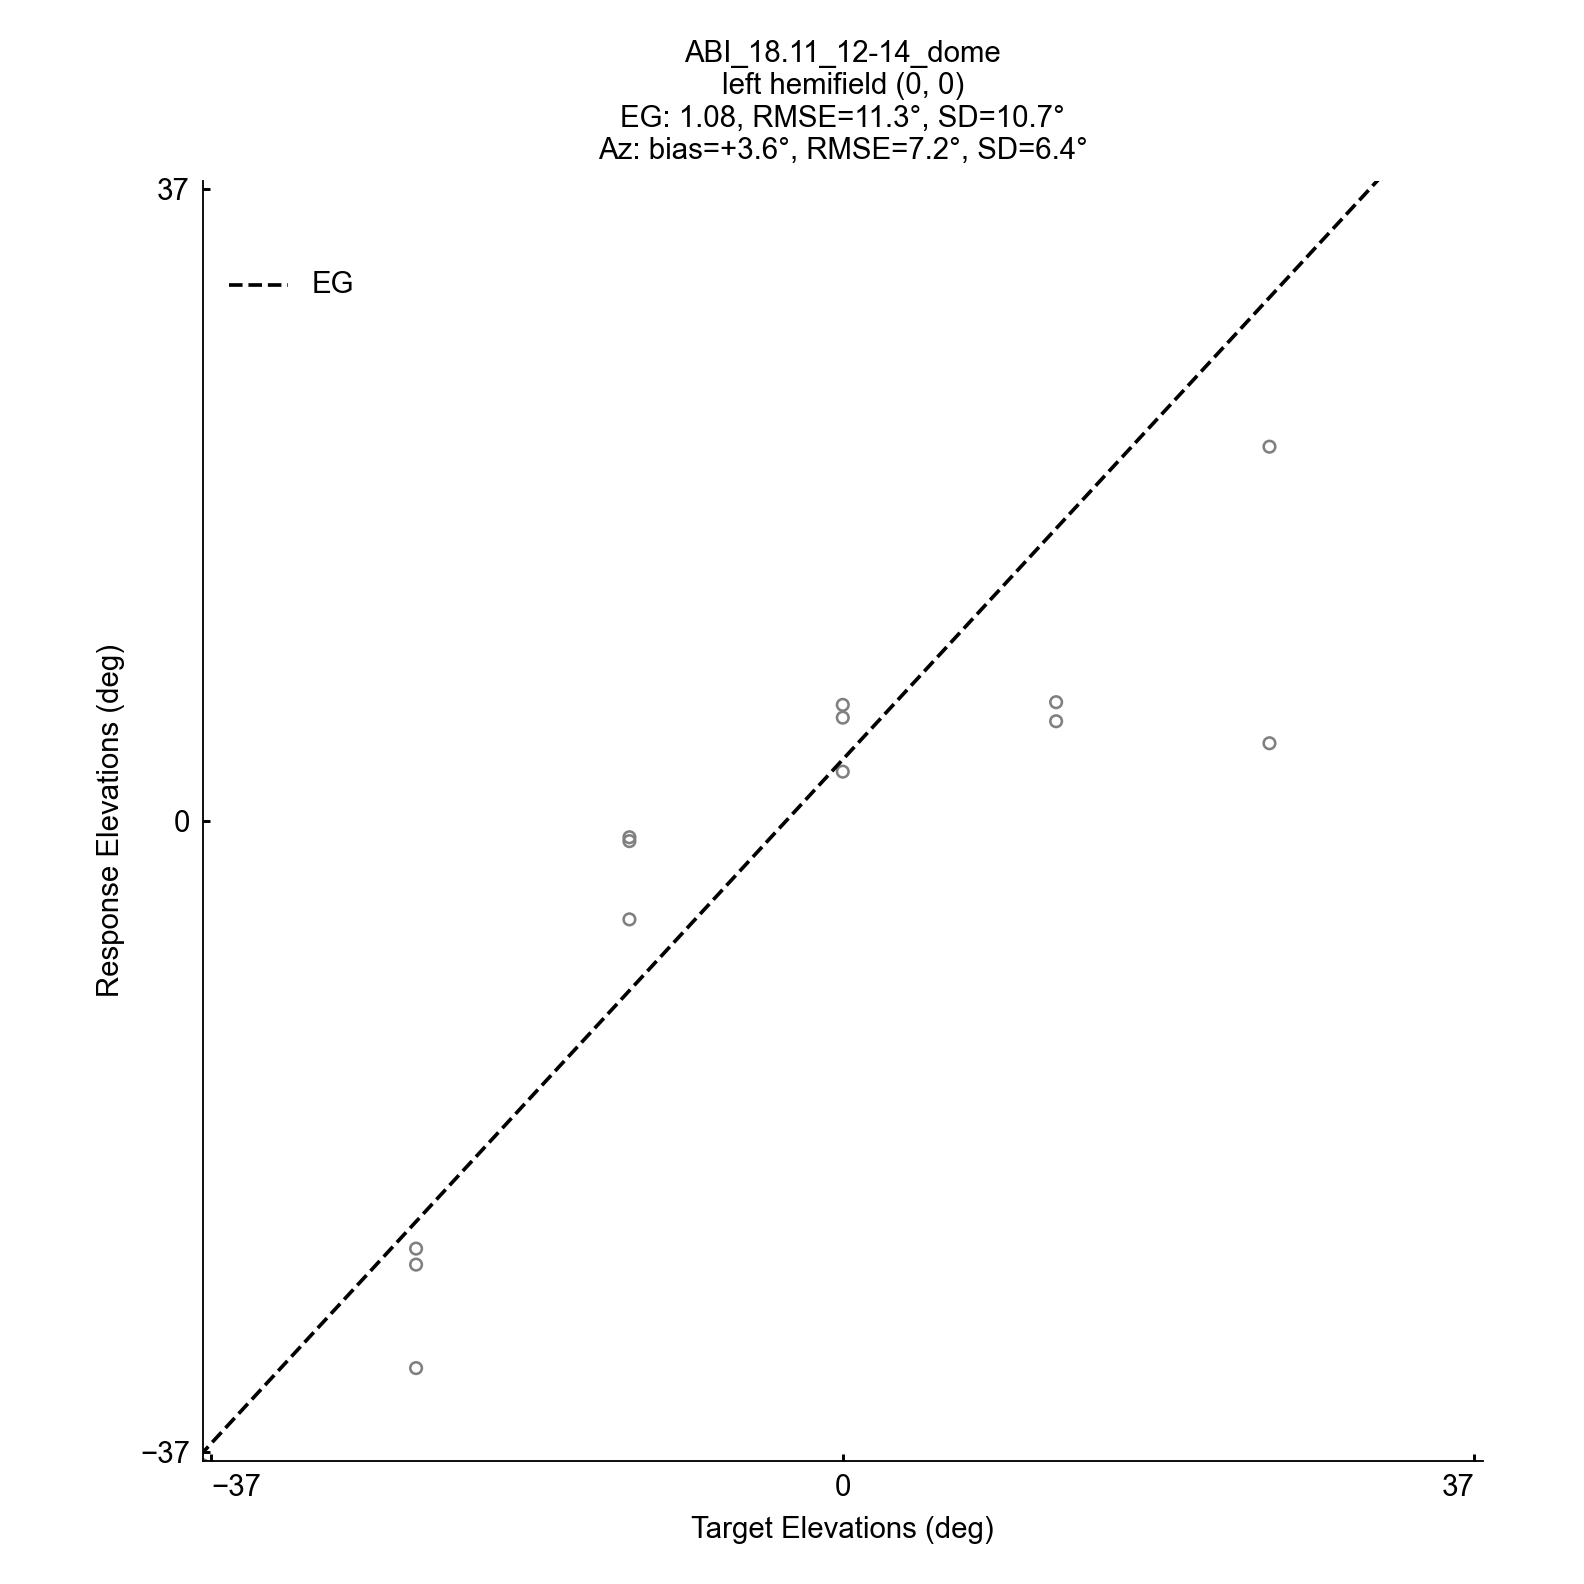 ABI_18.11_12-14_dome
left hemifield (0, 0)
EG: 1.08, RMSE=11.3°, SD=10.7°
Az: bias=+3.6°, RMSE=7.2°, SD=6.4°
37
EG
Response Elevations (deg)
0
−37
−37
0
37
Target Elevations (deg)